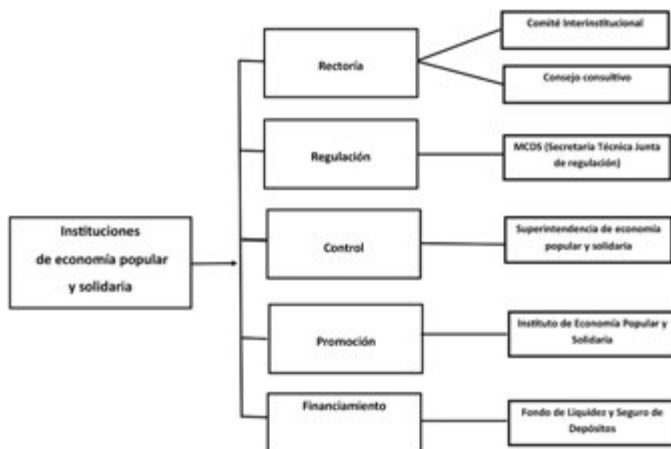 Comité Interinstitucional
Rectoría
Consejo consultivo
Regulación
MCDS (Secretaría Técnica Junta
de regulación)
Instituciones
de economía popular
y solidaria
Control
Superintendencia de economía
popular y solidaria
Promoción
Instituto de Economía Popular y
Solidaria
Financiamiento
Fondo de Liquidez y Seguro de
Depósitos